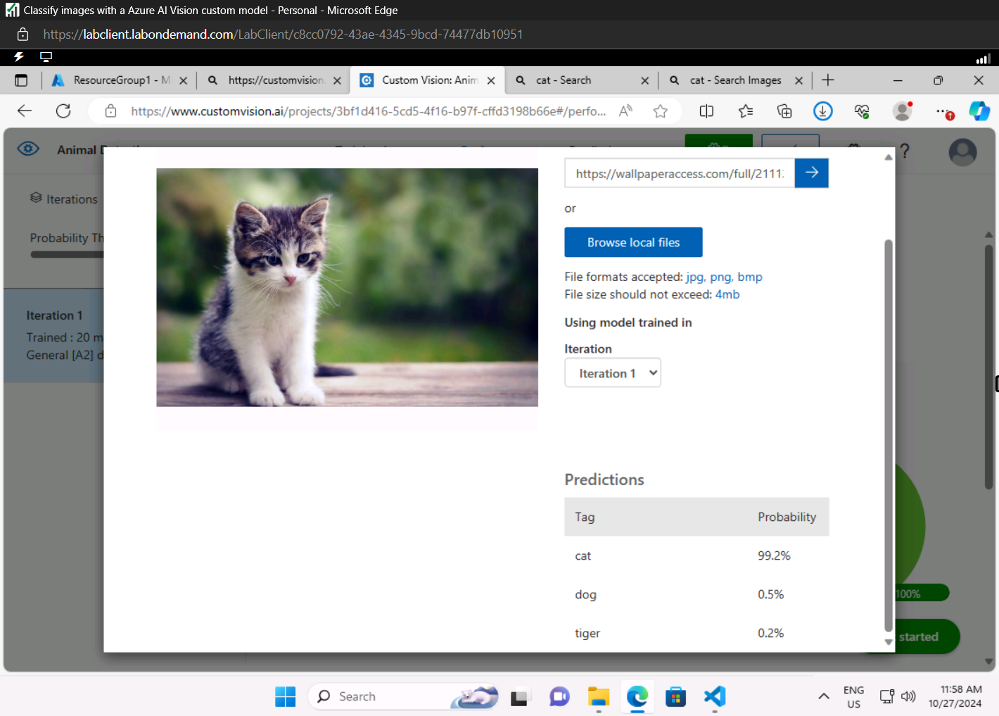 Classify images with a Azure AI Vision custom model - Personal - Microsoft Edge
https://labclient.labondemand.com/LabClient/c8cc0792-43ae-4345-9bcd-74477db10951
ResourceGroup1 - M
https://customvision.
Custom Vision: Anim
cat - Search
cat - Search Images
https://www.customvision.ai/projects/3bf1d416-5cd5-4f16-b97f-cffd3198b66e#/perfo...
Animal
?
Iterations
Probability Th
Iteration 1
Trained : 20 m
General [A2] d
https://wallpaperaccess.com/full/2111
or
Browse local files
File formats accepted: jpg, png, bmp
File size should not exceed: 4mb
Using model trained in
Iteration
Iteration 1
Predictions
Tag Probability
cat 99.2%
dog 0.5%
tiger 0.2%
100%
started
Search
ENG
US
11:58 AM
10/27/2024